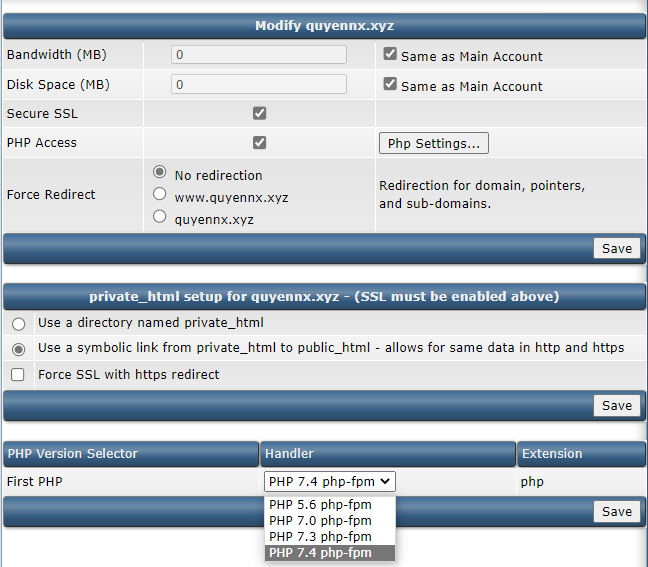 Modify quyennx.xyz
Bandwidth (MB) 0 Same as Main Account
Disk Space (MB) 0 Same as Main Account
Secure SSL
PHP Access Php Settings...
Force Redirect
No redirection
www.quyennx.xyz
quyennx.xyz
Redirection for domain, pointers,
and sub-domains.
Save
private_html setup for quyennx.xyz - (SSL must be enabled above)
Use a directory named private_html
Use a symbolic link from private_html to public_html - allows for same data in http and https
Force SSL with https redirect
Save
PHP Version Selector Handler Extension
First PHP PHP 7.4 php-fpm php
PHP 5.6 php-fpm
PHP 7.0 php-fpm
PHP 7.3 php-fpm
PHP 7.4 php-fpm
Save